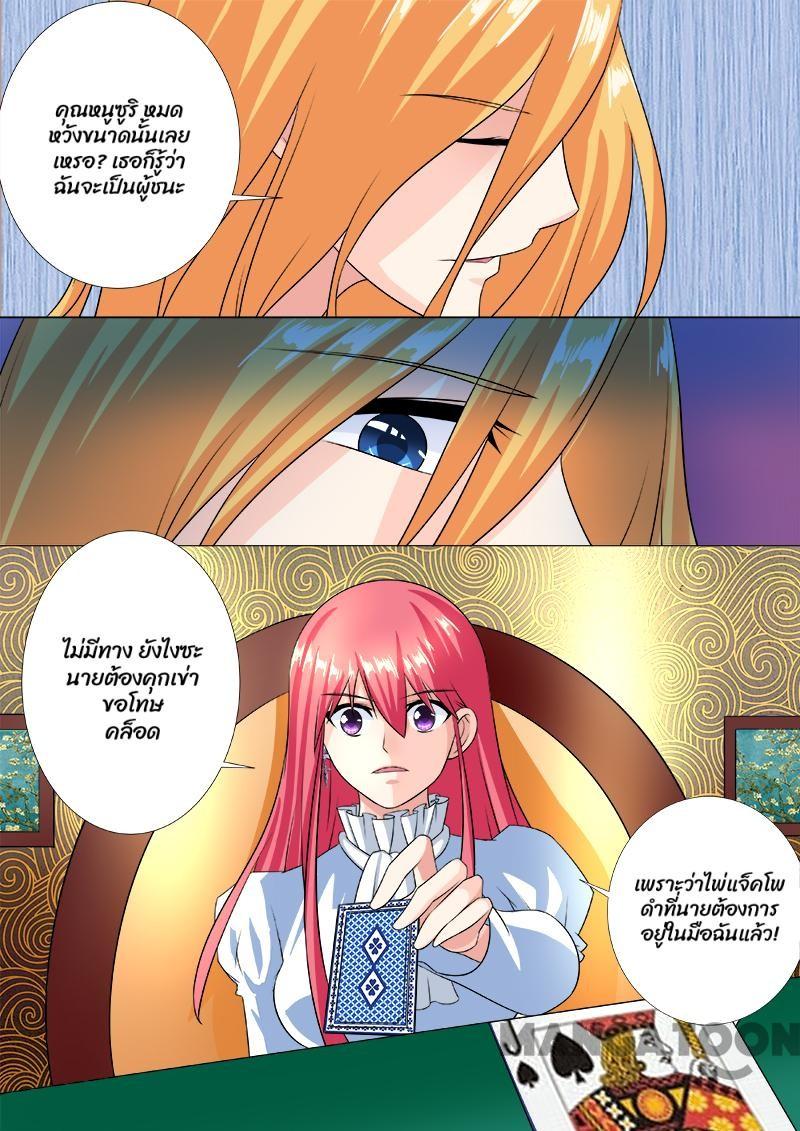 คุณหนูซูริ หมด
หวังขนาดนั้นเลย
เหรอ? เธอก็รู้ว่า
ฉันจะเป็นผู้ชนะ
ไม่มีทาง ยังไงซะ
นายต้องคุกเข่า
ขอโทษ
คล็อด
เพราะว่าไพ่แจ็คโพ
ดำที่นายต้องการ
อยู่ในมือฉันแล้ว!
J
MANGATOON